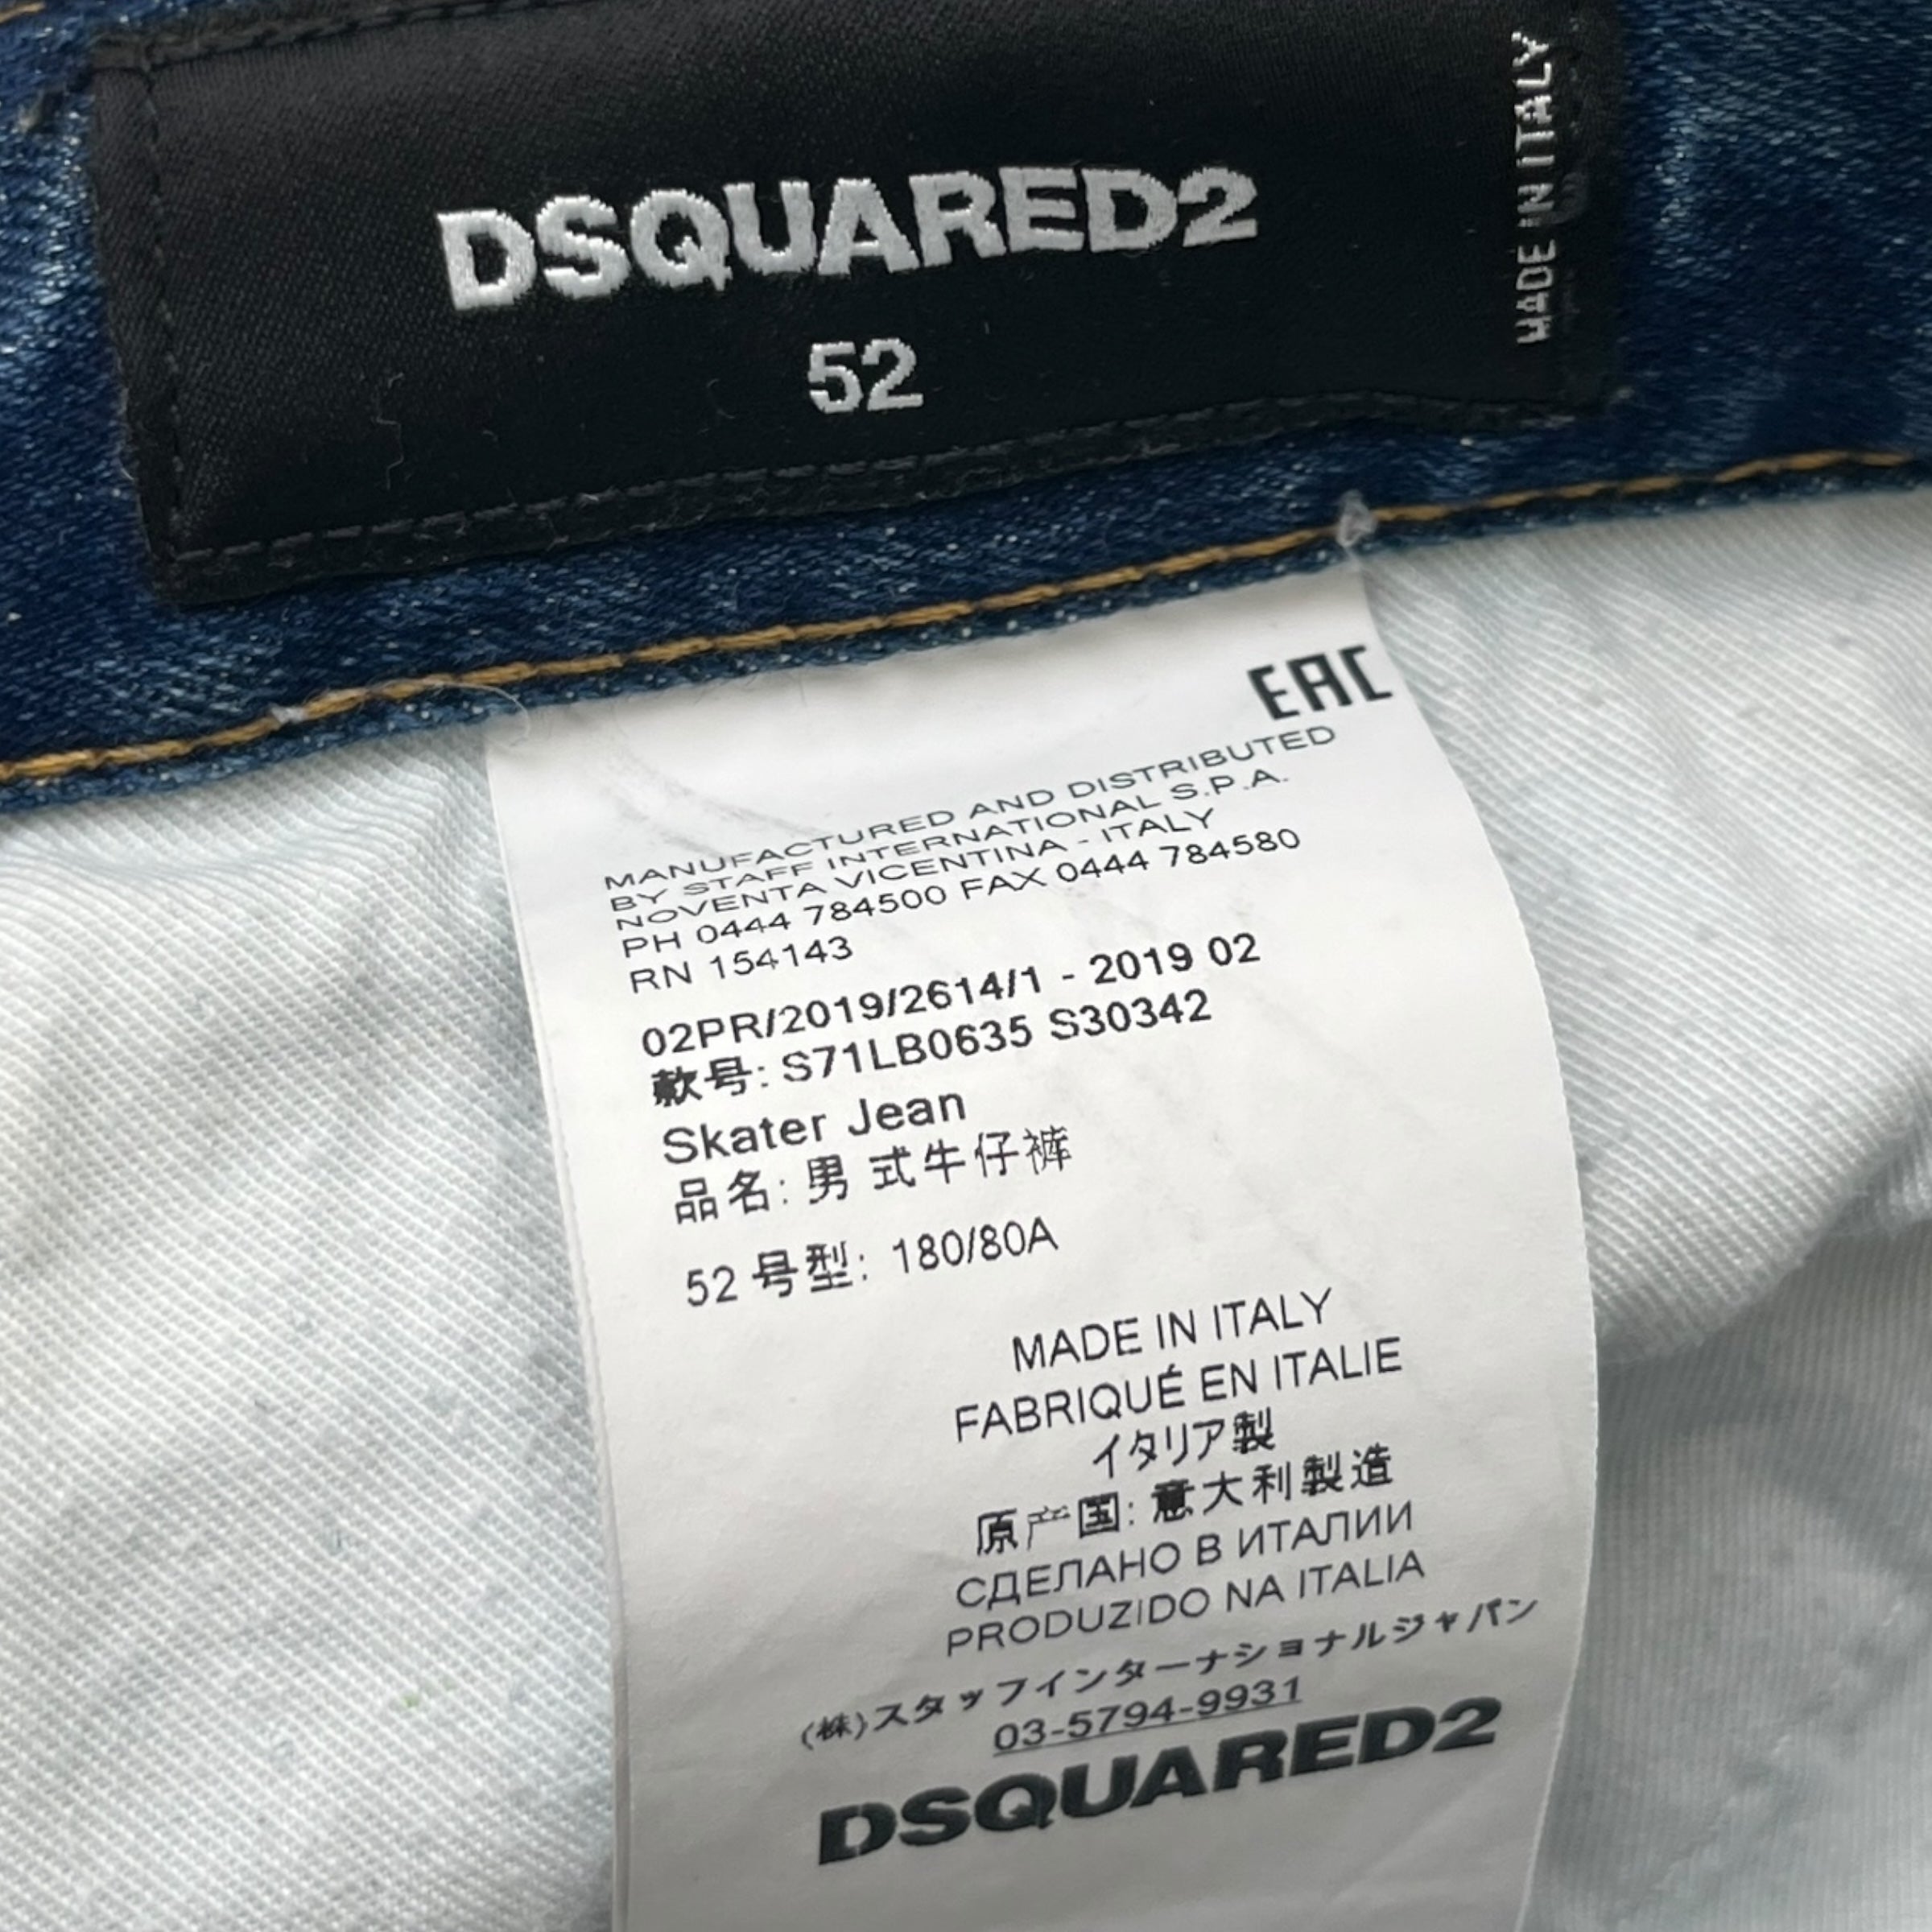 DSQUARED2
52
MADE IN ITALY
EAC
MANUFACTURED AND DISTRIBUTED
BY STAFF INTERNATIONAL S.P.A.
NOVENTA VICENTINA - ITALY
PH 0444 784500 FAX 0444 784580
RN 154143
02PR/2019/2614/1 - 2019 02
款号: S71LB0635 S30342
Skater Jean
品名: 男 式牛仔裤
52 号型: 180/80A
MADE IN ITALY
FABRIQUÉ EN ITALIE
イタリア製
原产国: 意大利製造
СДЕЛАНО В ИТАЛИИ
PRODUZIDO NA ITALIA
(株)スタッフインターナショナルジャパン
03-5794-9931
DSQUARED2